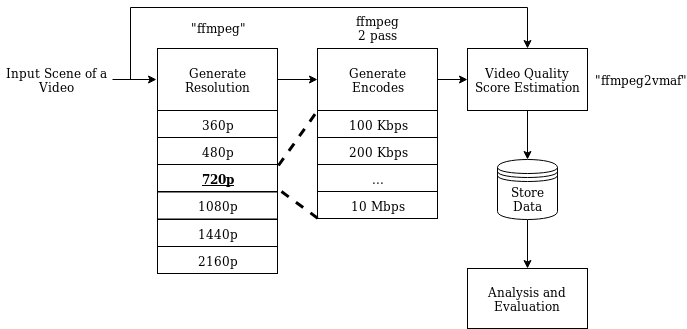 "ffmpeg"
ffmpeg
2 pass
Input Scene of a
Video
Generate
Resolution
360p
480p
720p
1080p
1440p
2160p
Generate
Encodes
100 Kbps
200 Kbps
...
10 Mbps
Video Quality
Score Estimation
"ffmpeg2vmaf"
Store
Data
Analysis and
Evaluation